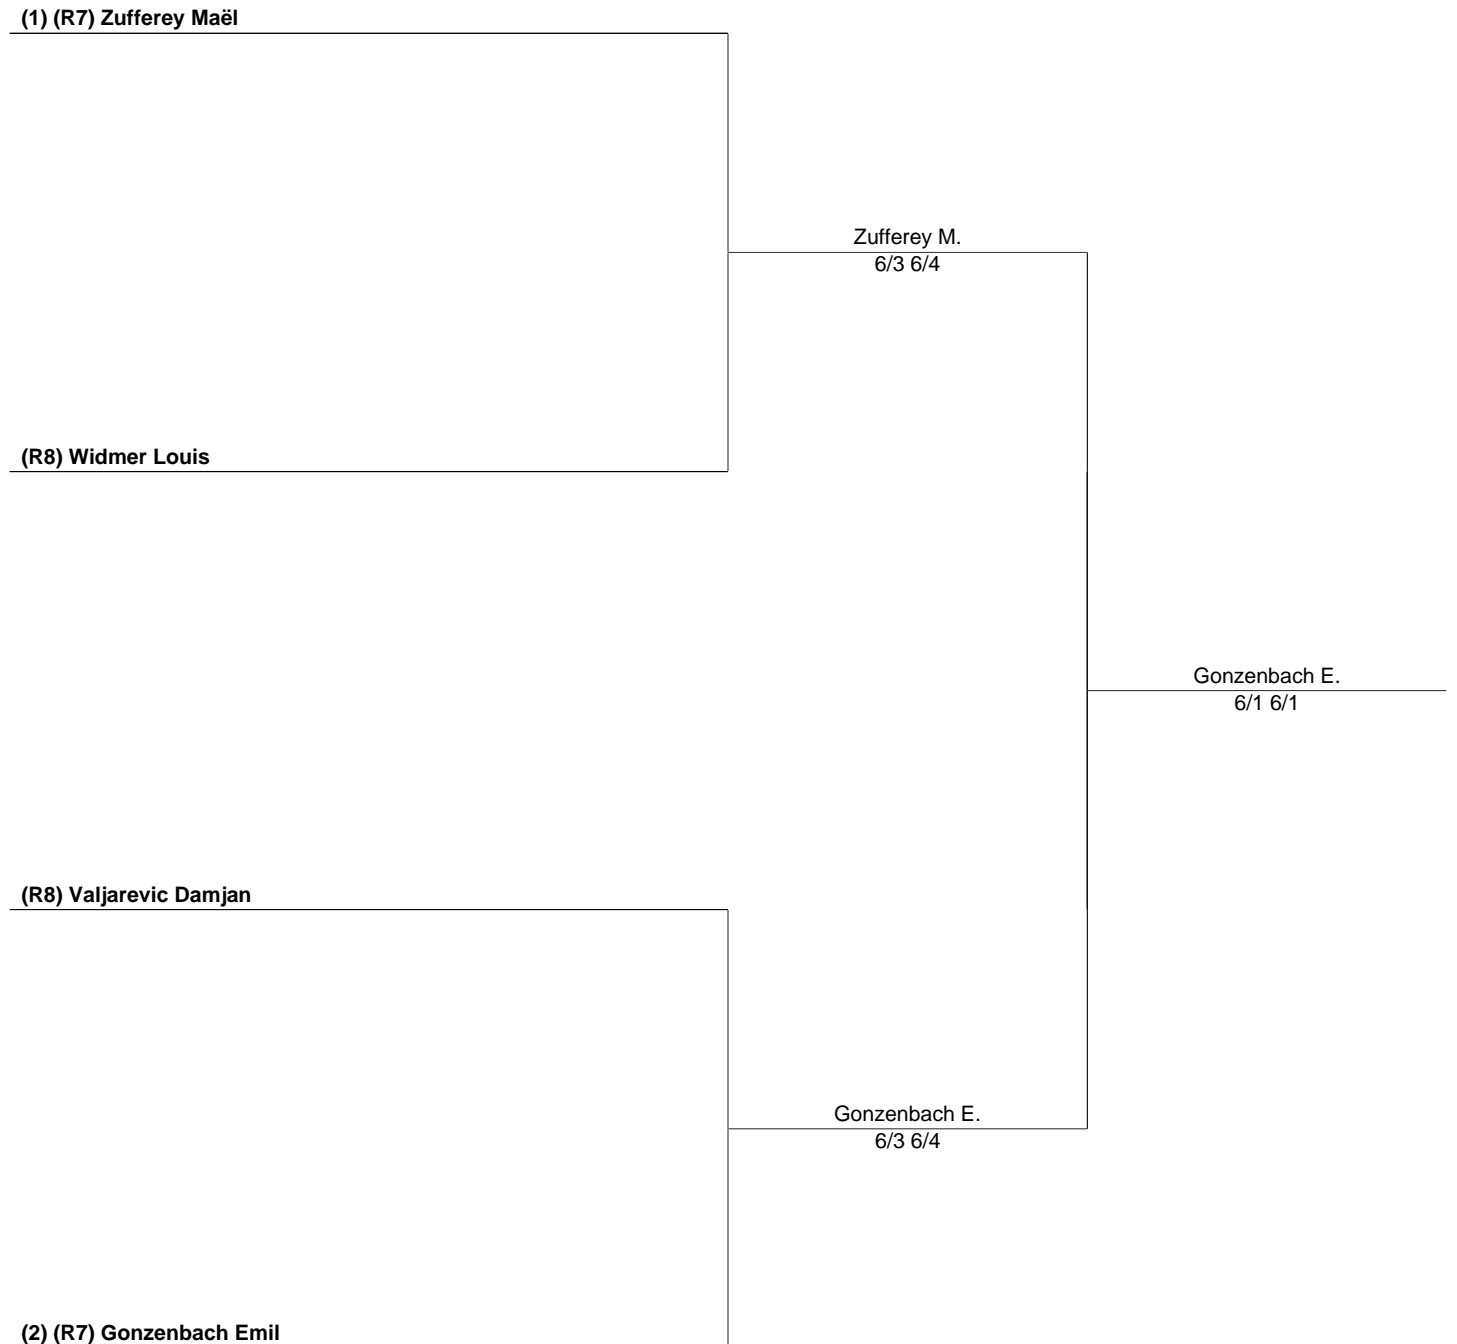 (1) (R7) Zufferey Maël
Zufferey M.
6/3 6/4
(R8) Widmer Louis
Gonzenbach E.
6/1 6/1
(R8) Valjarevic Damjan
Gonzenbach E.
6/3 6/4
(2) (R7) Gonzenbach Emil